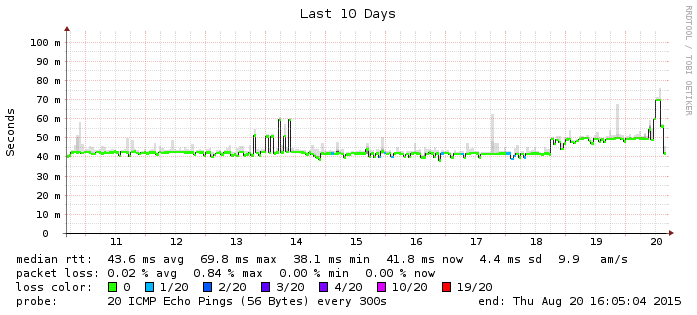 Last 10 Days
RRDTOOL / TOBI OETIKER
Seconds
100 m
90 m
80 m
70 m
60 m
50 m
40 m
30 m
20 m
10 m
0
11 12 13 14 15 16 17 18 19 20
median rtt: 43.6 ms avg 69.8 ms max 38.1 ms min 41.8 ms now 4.4 ms sd 9.9 am/s
packet loss: 0.02 % avg 0.84 % max 0.00 % min 0.00 % now
loss color: 0 1/20 2/20 3/20 4/20 10/20 19/20
probe: 20 ICMP Echo Pings (56 Bytes) every 300s end: Thu Aug 20 16:05:04 2015